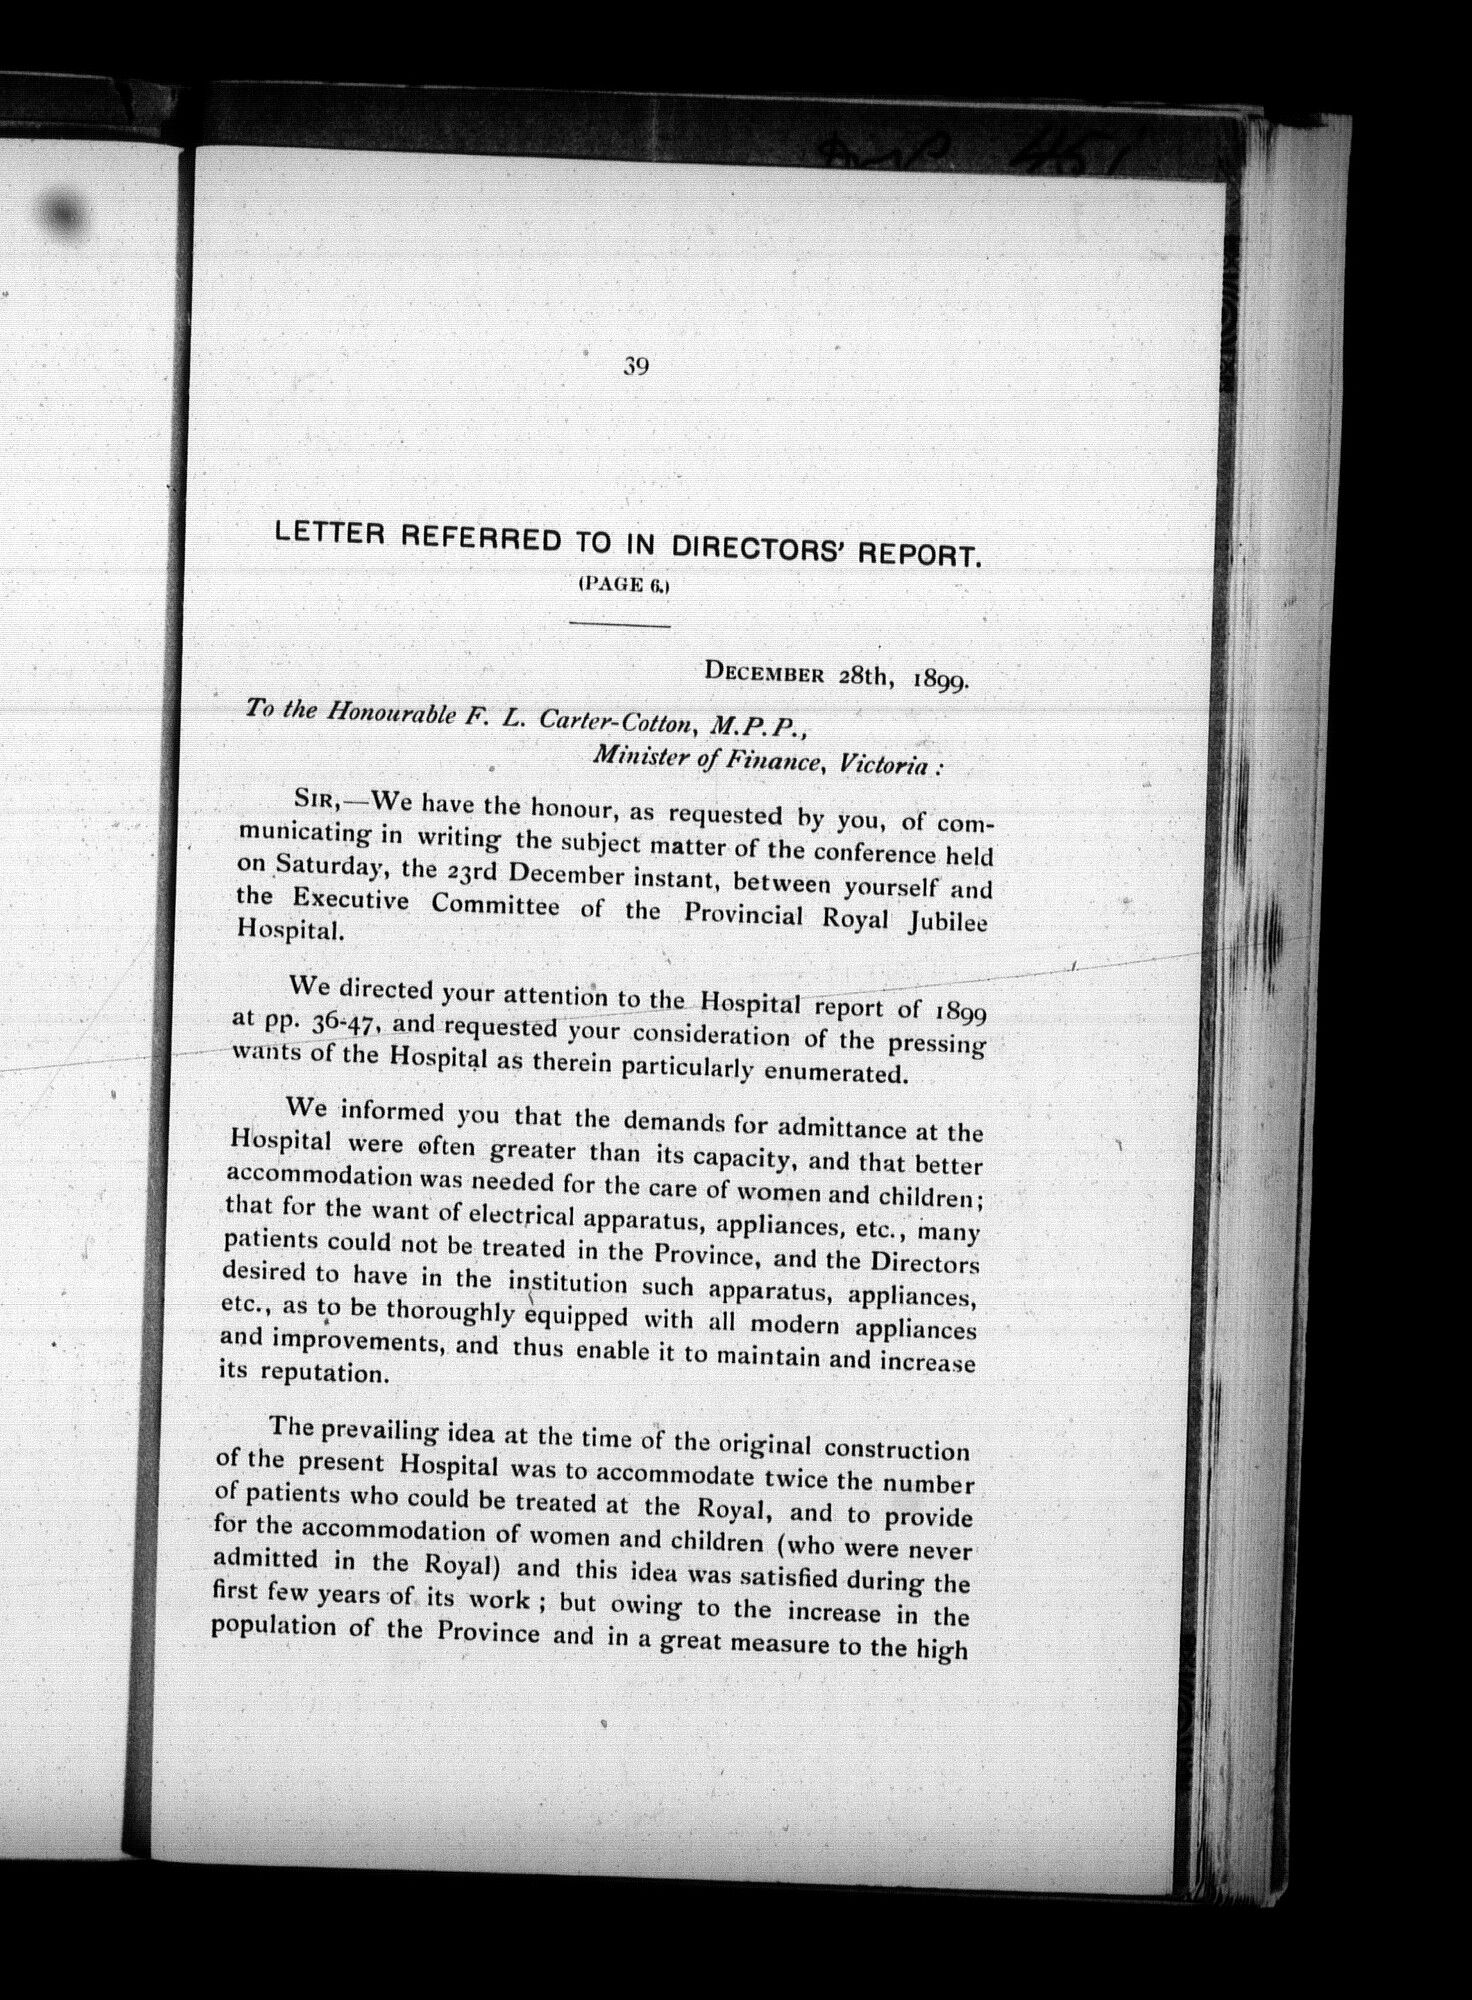 39
LETTER REFERRED TO IN DIRECTORS' REPORT.
(PAGE 6.)
DECEMBER 28th, 1899.
To the Honourable F. L. Carter-Cotton, M.P.P.,
Minister of Finance, Victoria :
SIR,—We have the honour, as requested by you, of com-
municating in writing the subject matter of the conference held
on Saturday, the 23rd December instant, between yourself and
the Executive Committee of the Provincial Royal Jubilee
Hospital.
We directed your attention to the Hospital report of 1899
at pp. 36-47, and requested your consideration of the pressing
wants of the Hospital as therein particularly enumerated.
We informed you that the demands for admittance at the
Hospital were often greater than its capacity, and that better
accommodation was needed for the care of women and children;
that for the want of electrical apparatus, appliances, etc., many
patients could not be treated in the Province, and the Directors
desired to have in the institution such apparatus, appliances,
etc., as to be thoroughly equipped with all modern appliances
and improvements, and thus enable it to maintain and increase
its reputation.
The prevailing idea at the time of the original construction
of the present Hospital was to accommodate twice the number
of patients who could be treated at the Royal, and to provide
for the accommodation of women and children (who were never
admitted in the Royal) and this idea was satisfied during the
first few years of its work ; but owing to the increase in the
population of the Province and in a great measure to the high